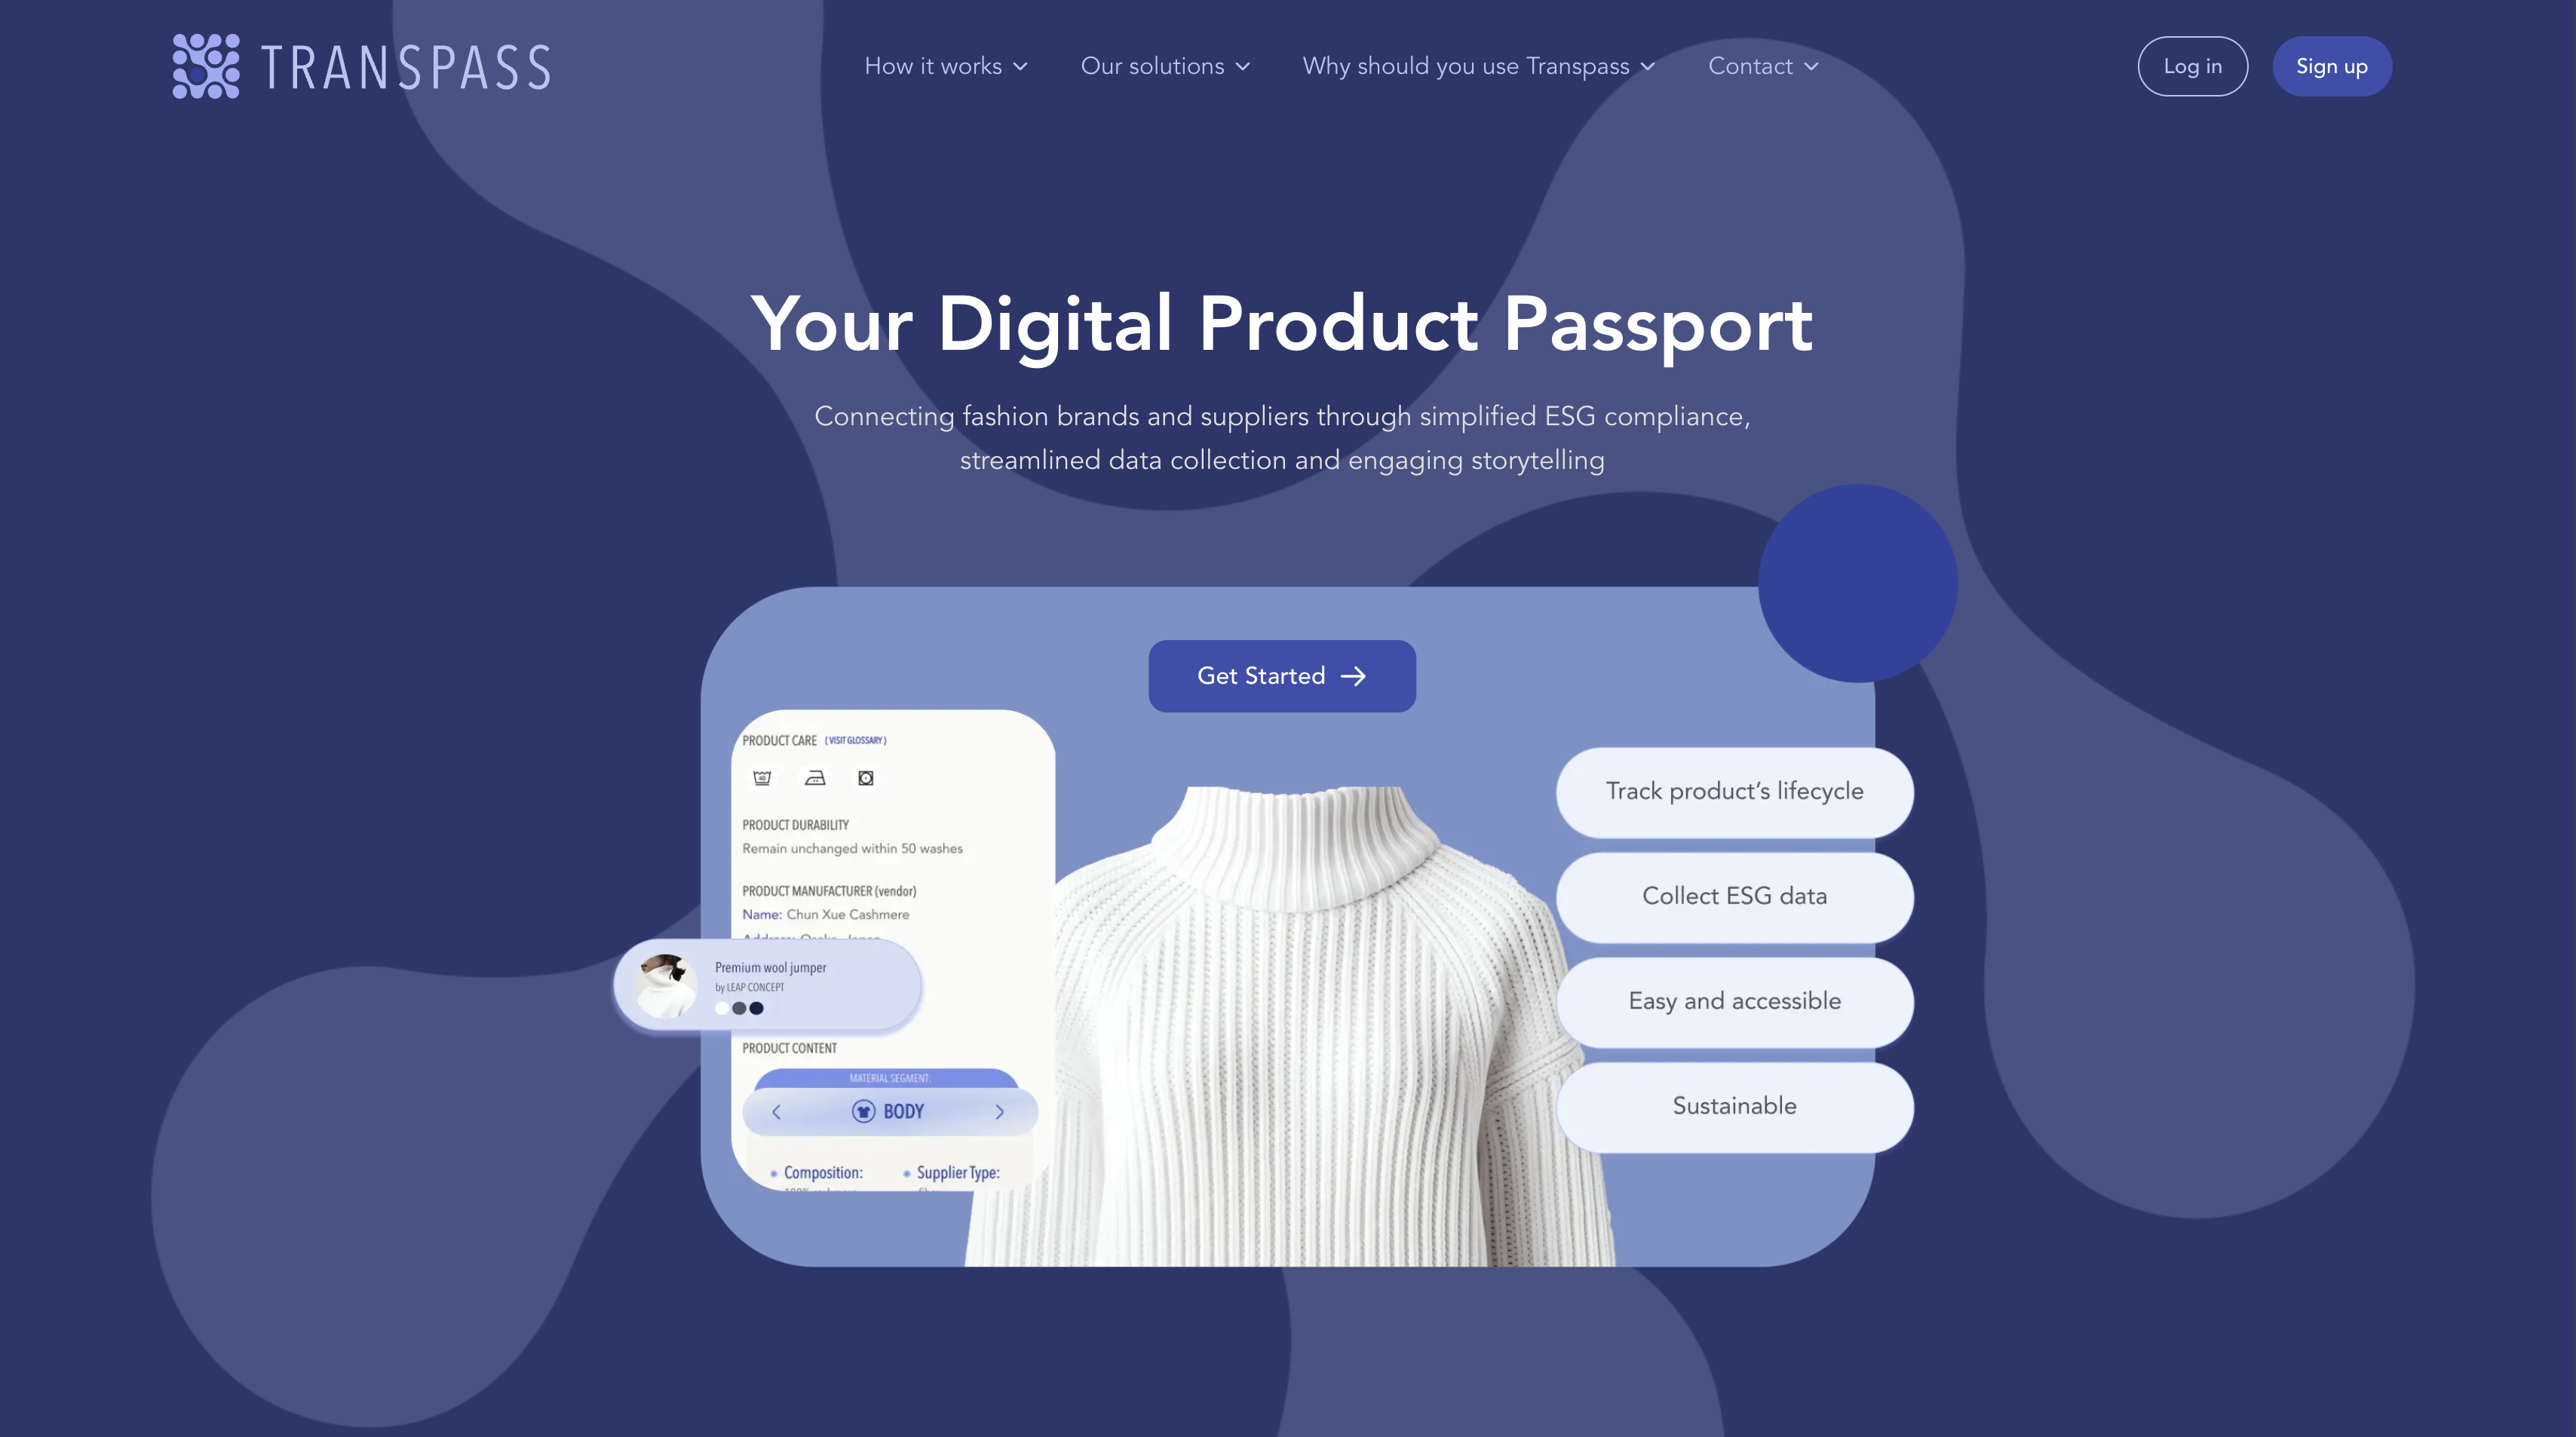 TRANSPASS
How it works
Our solutions
Why should you use Transpass
Contact
Log in
Sign up
Your Digital Product Passport
Connecting fashion brands and suppliers through simplified ESG compliance,
streamlined data collection and engaging storytelling
Get Started
PRODUCT CARE (VISIT GLOSSARY)
40
PRODUCT DURABILITY
Remain unchanged within 50 washes
PRODUCT MANUFACTURER (vendor)
Name: Chun Xue Cashmere
Address: Osaka, Japan
Premium wool jumper
by LEAP CONCEPT
PRODUCT CONTENT
MATERIAL SEGMENT:
BODY
Composition:
Supplier Type:
Track product's lifecycle
Collect ESG data
Easy and accessible
Sustainable